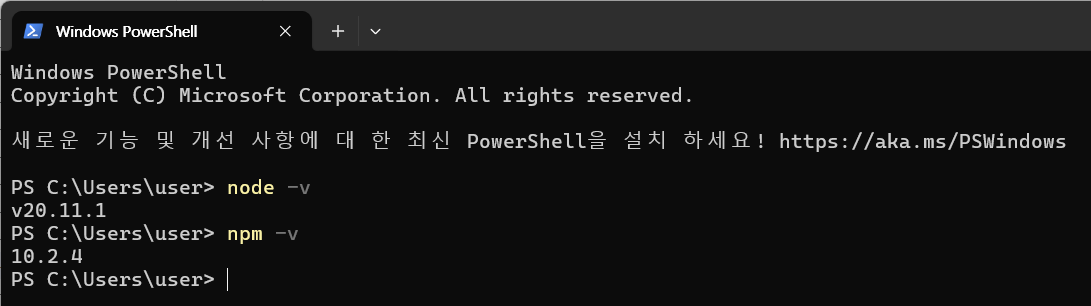 Windows PowerShell
Windows PowerShell
Copyright (C) Microsoft Corporation. All rights reserved.
새로운 기능 및 개선 사항에 대 한 최신 PowerShell을 설치 하세요! https://aka.ms/PSWindows
PS C:\Users\user> node -v
v20.11.1
PS C:\Users\user> npm -v
10.2.4
PS C:\Users\user>